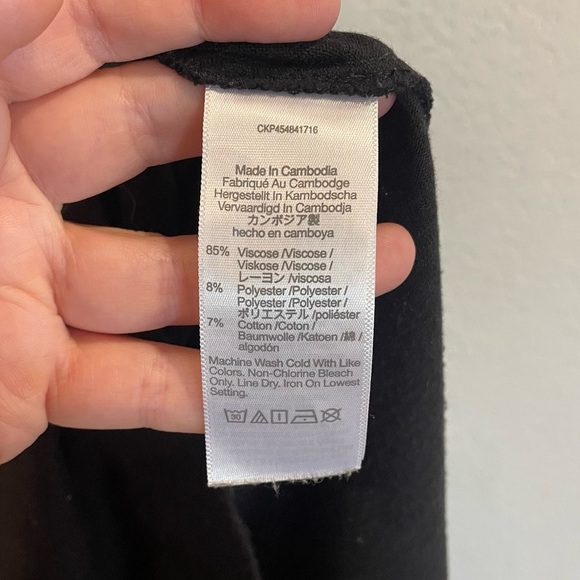 CKP454841716
Made In Cambodia
Fabriqué Au Cambodge
Hergestellt In Kambodscha
Vervaardigd In Cambodja
カンボジア製
hecho en camboya
85% Viscose /Viscose /
Viskose /Viscose /
レーヨン /viscosa
8% Polyester /Polyester /
Polyester /Polyester /
ポリエステル /poliéster
7% Cotton /Coton /
Baumwolle /Katoen /綿 /
algodón
Machine Wash Cold With Like
Colors. Non-Chlorine Bleach
Only. Line Dry. Iron On Lowest
Setting.
30